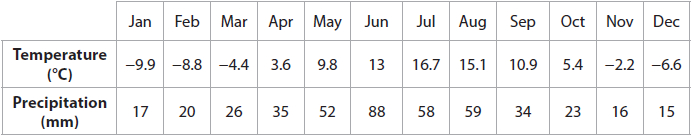 Jan Feb Mar Apr May Jun Jul Aug Sep Oct Nov Dec
Temperature (°C) −9.9 −8.8 −4.4 3.6 9.8 13 16.7 15.1 10.9 5.4 −2.2 −6.6
Precipitation (mm) 17 20 26 35 52 88 58 59 34 23 16 15